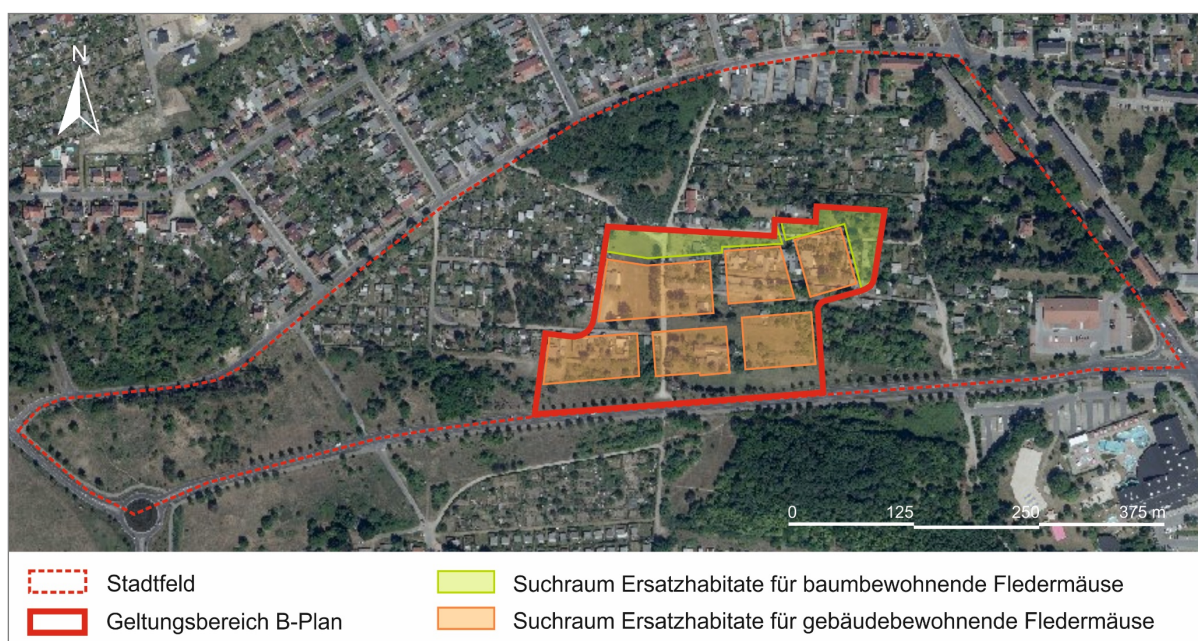 N
0 125 250 375 m
Stadtfeld
Geltungsbereich B-Plan
Suchraum Ersatzhabitate für baumbewohnende Fledermäuse
Suchraum Ersatzhabitate für gebäudebewohnende Fledermäuse